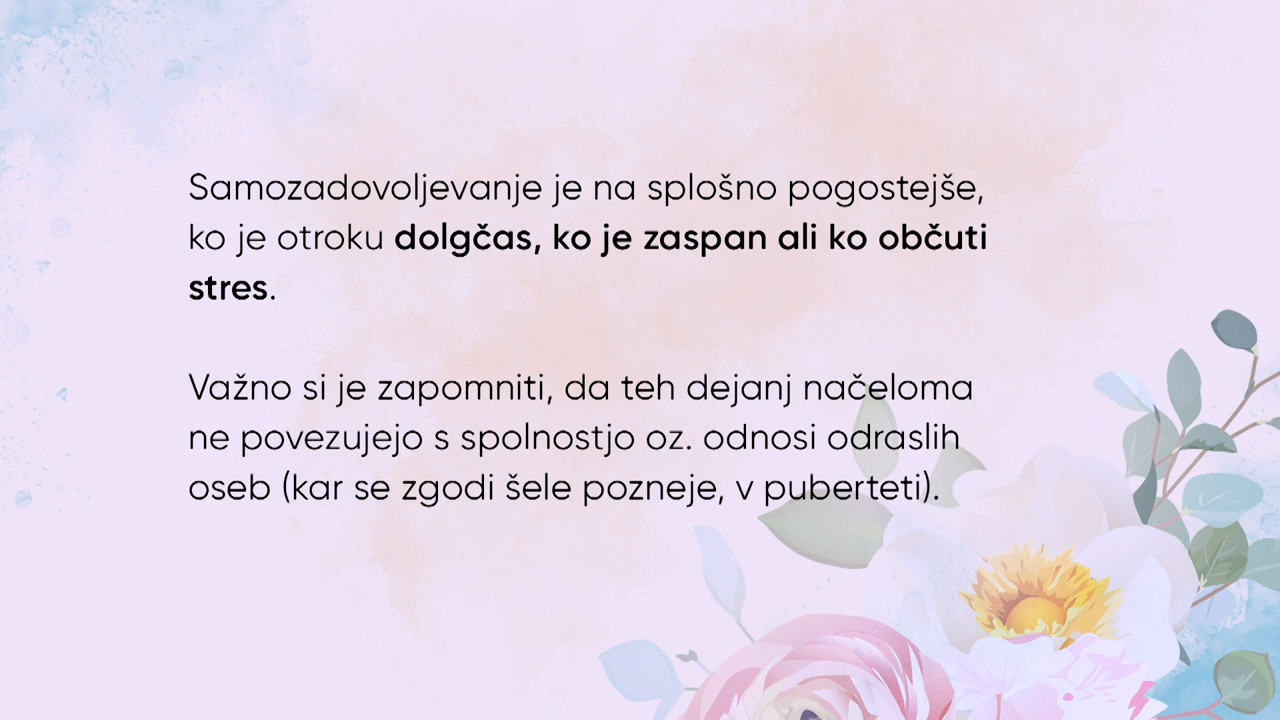 Samozadovoljevanje je na splošno pogostejše,
ko je otroku dolgčas, ko je zaspan ali ko občuti
stres.
Važno si je zapomniti, da teh dejanj načeloma
ne povezujejo s spolnostjo oz. odnosi odraslih
oseb (kar se zgodi šele pozneje, v puberteti).